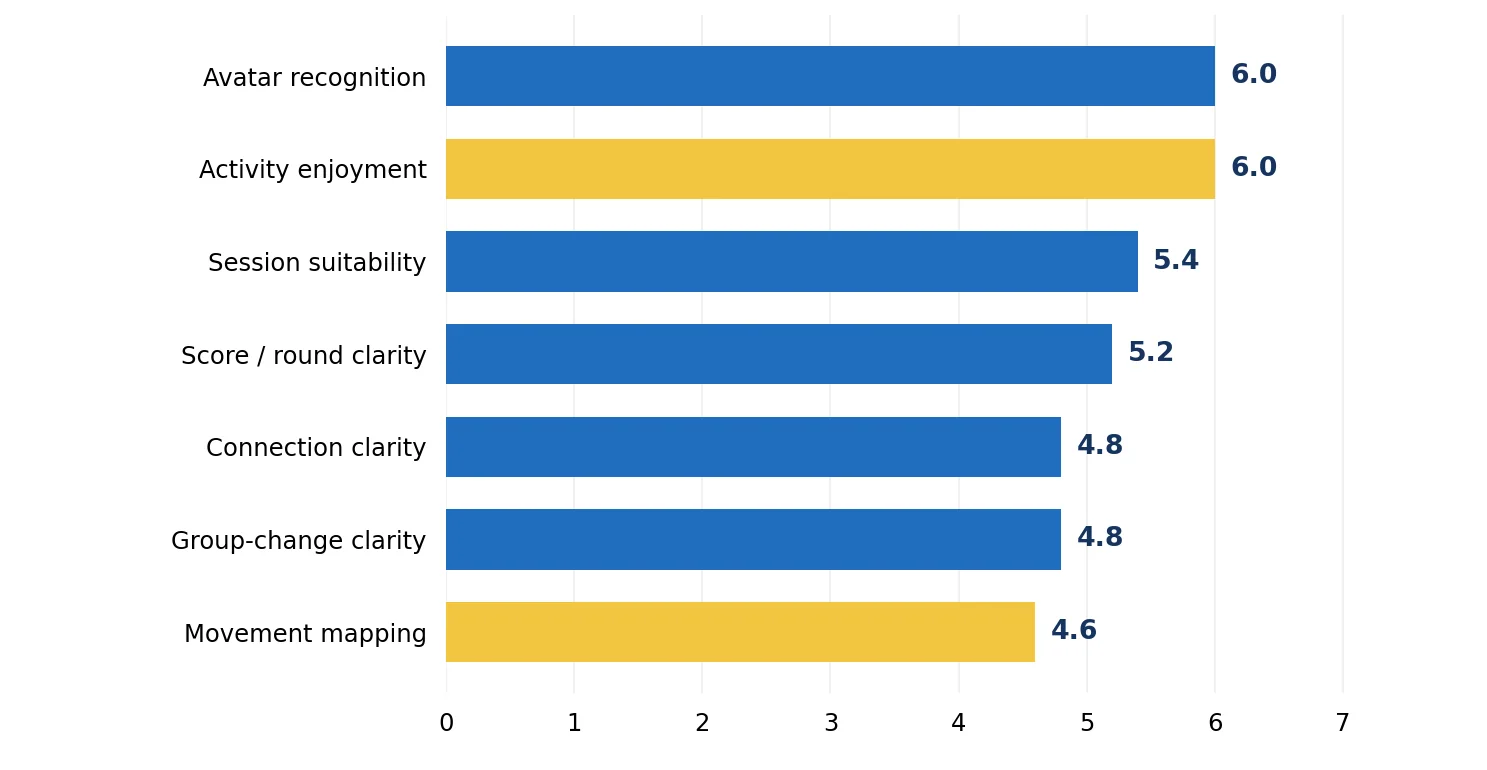 Avatar recognition 6.0
Activity enjoyment 6.0
Session suitability 5.4
Score / round clarity 5.2
Connection clarity 4.8
Group-change clarity 4.8
Movement mapping 4.6
0 1 2 3 4 5 6 7